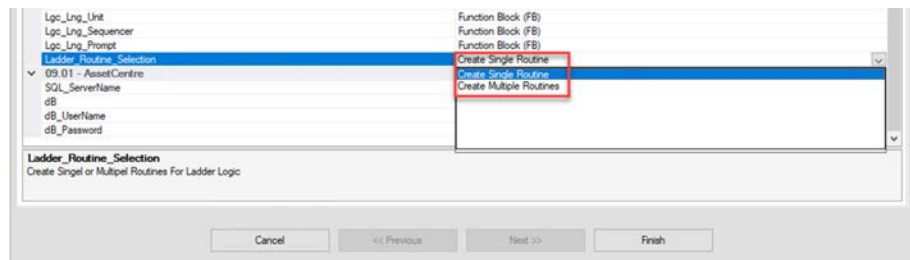 Lgc_Lng_Unit Function Block (FB)
Lgc_Lng_Sequencer Function Block (FB)
Lgc_Lng_Prompt Function Block (FB)
Ladder_Routine_Selection Create Single Routine
09.01 - AssetCentre Create Single Routine
SQL_ServerName Create Multiple Routines
dB
dB_UserName
dB_Password
Ladder_Routine_Selection
Create Singel or Multipel Routines For Ladder Logic
Cancel << Previous Next >> Finish